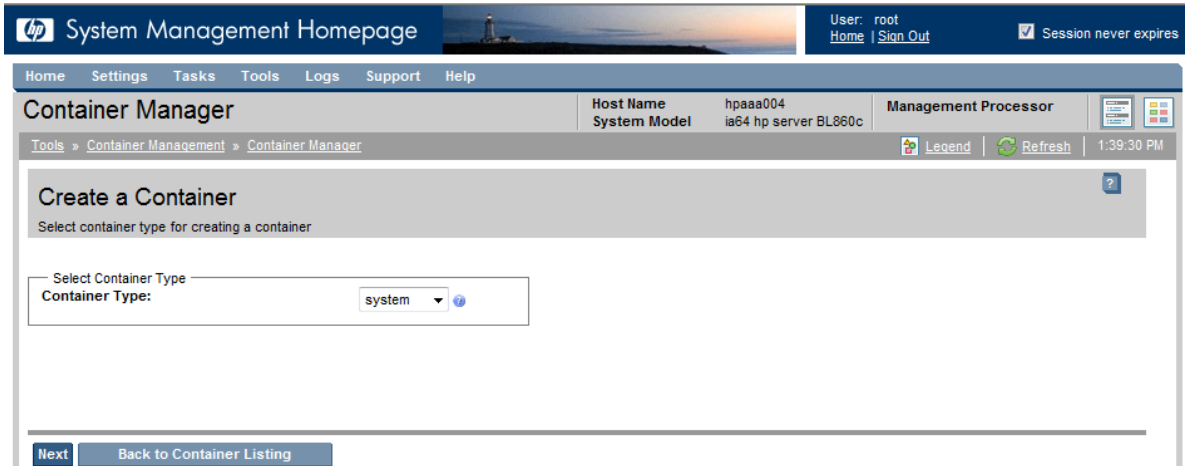 hp System Management Homepage
User: root
Home | Sign Out
Session never expires
Home Settings Tasks Tools Logs Support Help
Container Manager
Host Name hpaaa004
System Model ia64 hp server BL860c
Management Processor
Tools » Container Management » Container Manager
Legend Refresh 1:39:30 PM
Create a Container
?
Select container type for creating a container
Select Container Type
Container Type: system ?
Next Back to Container Listing